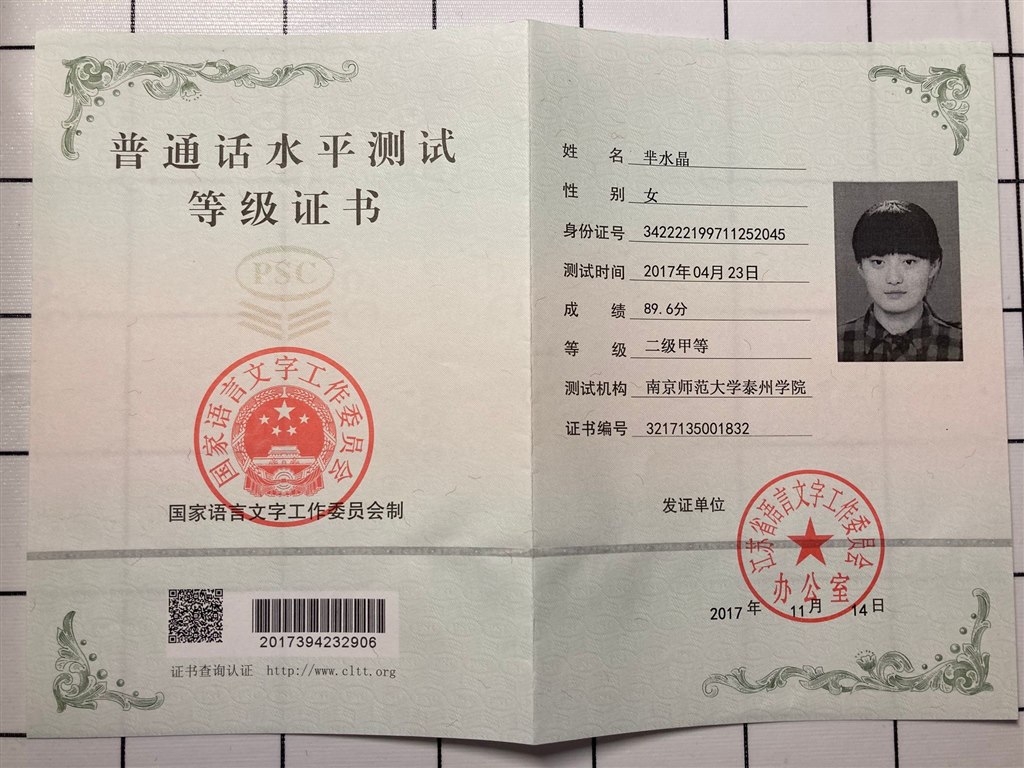 普通话水平测试
等级证书
PSC
国家语言文字工作委员会
国家语言文字工作委员会制
2017394232906
证书查询认证 http://www.cltt.org
姓 名 芈水晶
性 别 女
身份证号 342222199711252045
测试时间 2017年04月23日
成 绩 89.6分
等 级 二级甲等
测试机构 南京师范大学泰州学院
证书编号 3217135001832
发证单位
江苏省语言文字工作委员会
办公室
2017 年 11月 14日